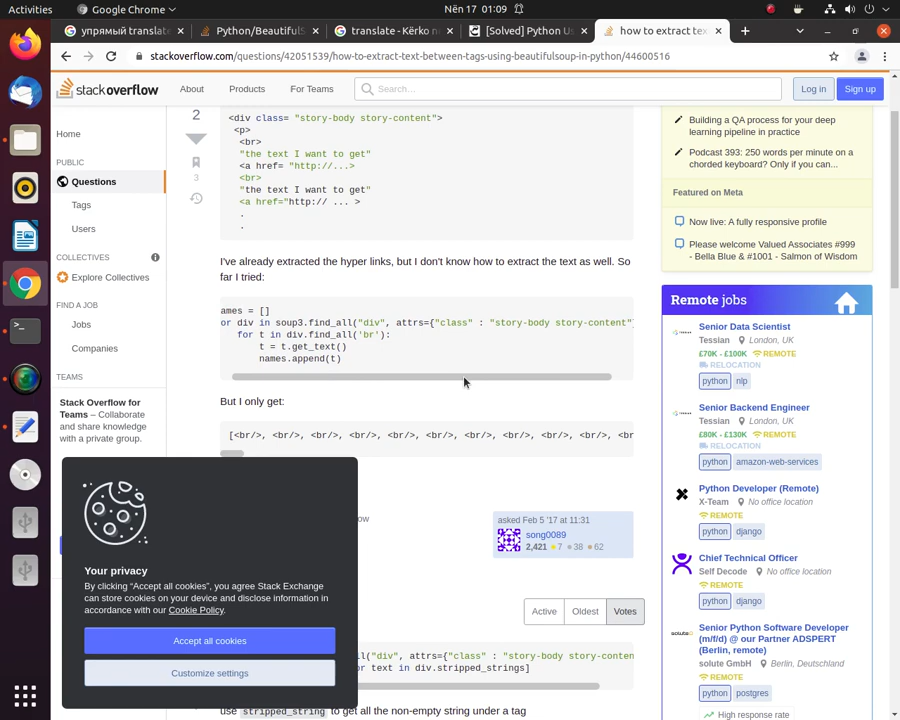 Activities
Google Chrome
Nën 17 01:09
упрямый translate
Python/BeautifulS
translate - Kërko n
[Solved] Python Us
how to extract tex
stackoverflow.com/questions/42051539/how-to-extract-text-between-tags-using-beautifulsoup-in-python/44600516
stackoverflow
About
Products
For Teams
Search...
Log in
Sign up
Home
PUBLIC
Questions
Tags
Users
COLLECTIVES
Explore Collectives
FIND A JOB
Jobs
Companies
TEAMS
Stack Overflow for
Teams – Collaborate
and share knowledge
with a private group.
2
3
<div class= "story-body story-content">
<p>
<br>
"the text I want to get"
<a href= "http://...>
<br>
"the text I want to get"
<a href="http:// ... >
.
.
I've already extracted the hyper links, but I don't know how to extract the text as well. So
far I tried:
ames = []
or div in soup3.find_all("div", attrs={"class" : "story-body story-content"}
for t in div.find_all('br'):
t = t.get_text()
names.append(t)
But I only get:
[<br/>, <br/>, <br/>, <br/>, <br/>, <br/>, <br/>, <br/>, <br/>, <br/>, <br
ow
asked Feb 5 '17 at 11:31
song0089
2,421 7 38 62
Active
Oldest
Votes
ll("div", attrs={"class" : "story-body story-conten
or text in div.stripped_strings]
use stripped_string to get all the non-empty string under a tag
Building a QA process for your deep
learning pipeline in practice
Podcast 393: 250 words per minute on a
chorded keyboard? Only if you can...
Featured on Meta
Now live: A fully responsive profile
Please welcome Valued Associates #999
- Bella Blue & #1001 - Salmon of Wisdom
Remote jobs
Senior Data Scientist
Tessian London, UK
£70K - £100K REMOTE
RELOCATION
python nlp
Senior Backend Engineer
Tessian London, UK
£80K - £130K REMOTE
RELOCATION
python amazon-web-services
Python Developer (Remote)
X-Team No office location
REMOTE
python django
Chief Technical Officer
Self Decode No office location
REMOTE
python django
Senior Python Software Developer
(m/f/d) @ our Partner ADSPERT
(Berlin, remote)
solute GmbH Berlin, Deutschland
REMOTE
python postgres
High response rate
Your privacy
By clicking “Accept all cookies”, you agree Stack Exchange
can store cookies on your device and disclose information in
accordance with our Cookie Policy.
Accept all cookies
Customize settings